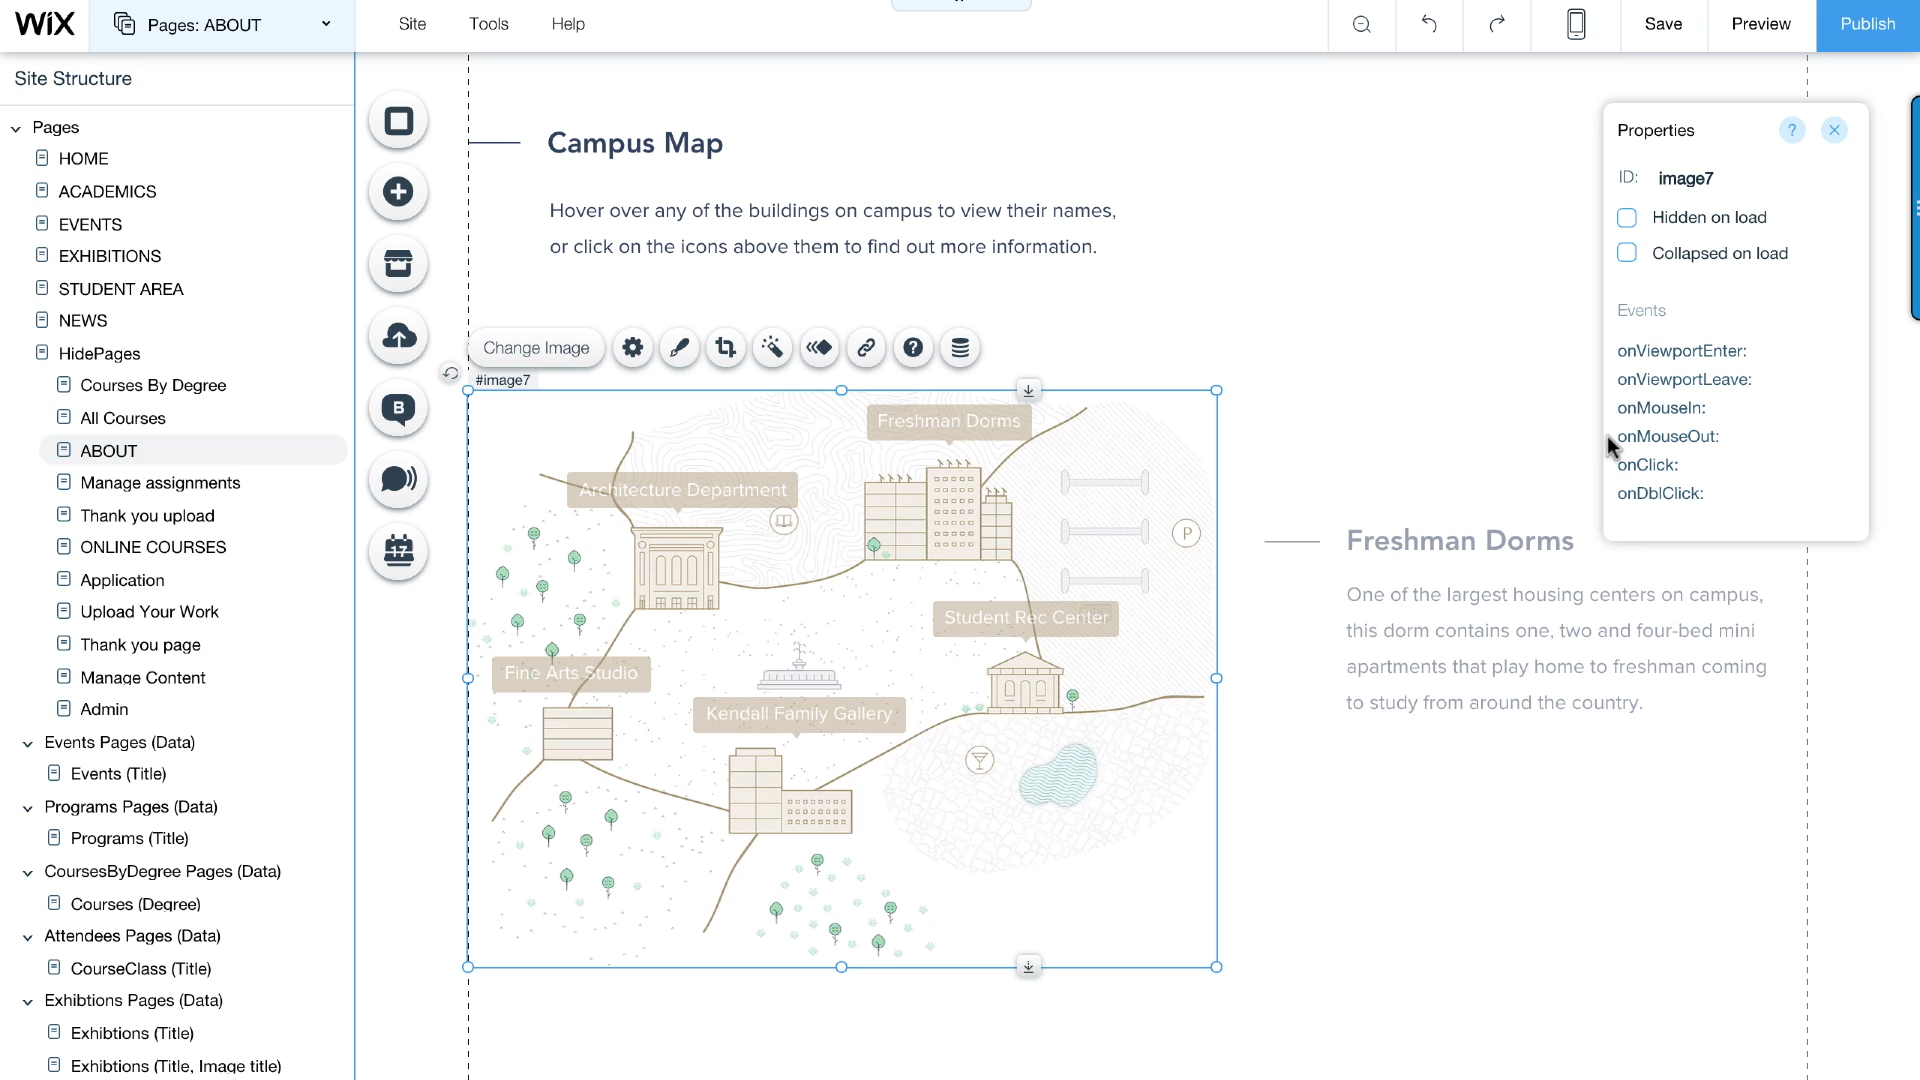 WiX
Pages: ABOUT
Site
Tools
Help
Save
Preview
Publish
Site Structure
Pages
HOME
ACADEMICS
EVENTS
EXHIBITIONS
STUDENT AREA
NEWS
HidePages
Courses By Degree
All Courses
ABOUT
Manage assignments
Thank you upload
ONLINE COURSES
Application
Upload Your Work
Thank you page
Manage Content
Admin
Events Pages (Data)
Events (Title)
Programs Pages (Data)
Programs (Title)
CoursesByDegree Pages (Data)
Courses (Degree)
Attendees Pages (Data)
CourseClass (Title)
Exhibtions Pages (Data)
Exhibtions (Title)
Exhibtions (Title, Image title)
B
17
Campus Map
Hover over any of the buildings on campus to view their names,
or click on the icons above them to find out more information.
Change Image
?
#image7
Freshman Dorms
Architecture Department
P
Student Rec Center
Fine Arts Studio
Kendall Family Gallery
Freshman Dorms
One of the largest housing centers on campus,
this dorm contains one, two and four-bed mini
apartments that play home to freshman coming
to study from around the country.
Properties
?
ID: image7
Hidden on load
Collapsed on load
Events
onViewportEnter:
onViewportLeave:
onMouseIn:
onMouseOut:
onClick:
onDblClick: